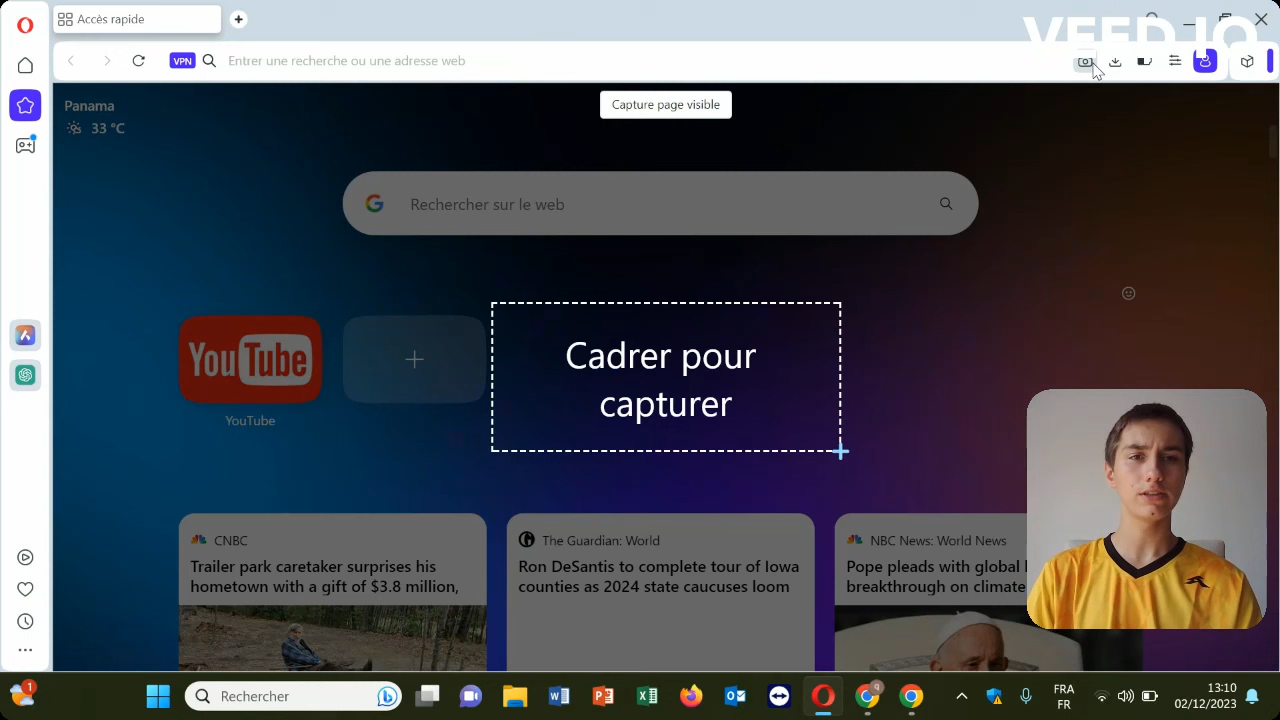 Accès rapide
VEED.IO
VPN
Entrer une recherche ou une adresse web
Panama
33 °C
Capture page visible
Rechercher sur le web
YouTube
YouTube
Cadrer pour
capturer
CNBC
Trailer park caretaker surprises his
hometown with a gift of $3.8 million,
The Guardian: World
Ron DeSantis to complete tour of Iowa
counties as 2024 state caucuses loom
NBC News: World News
Pope pleads with global
breakthrough on climate
1
Rechercher
q
FRA
FR
13:10
02/12/2023